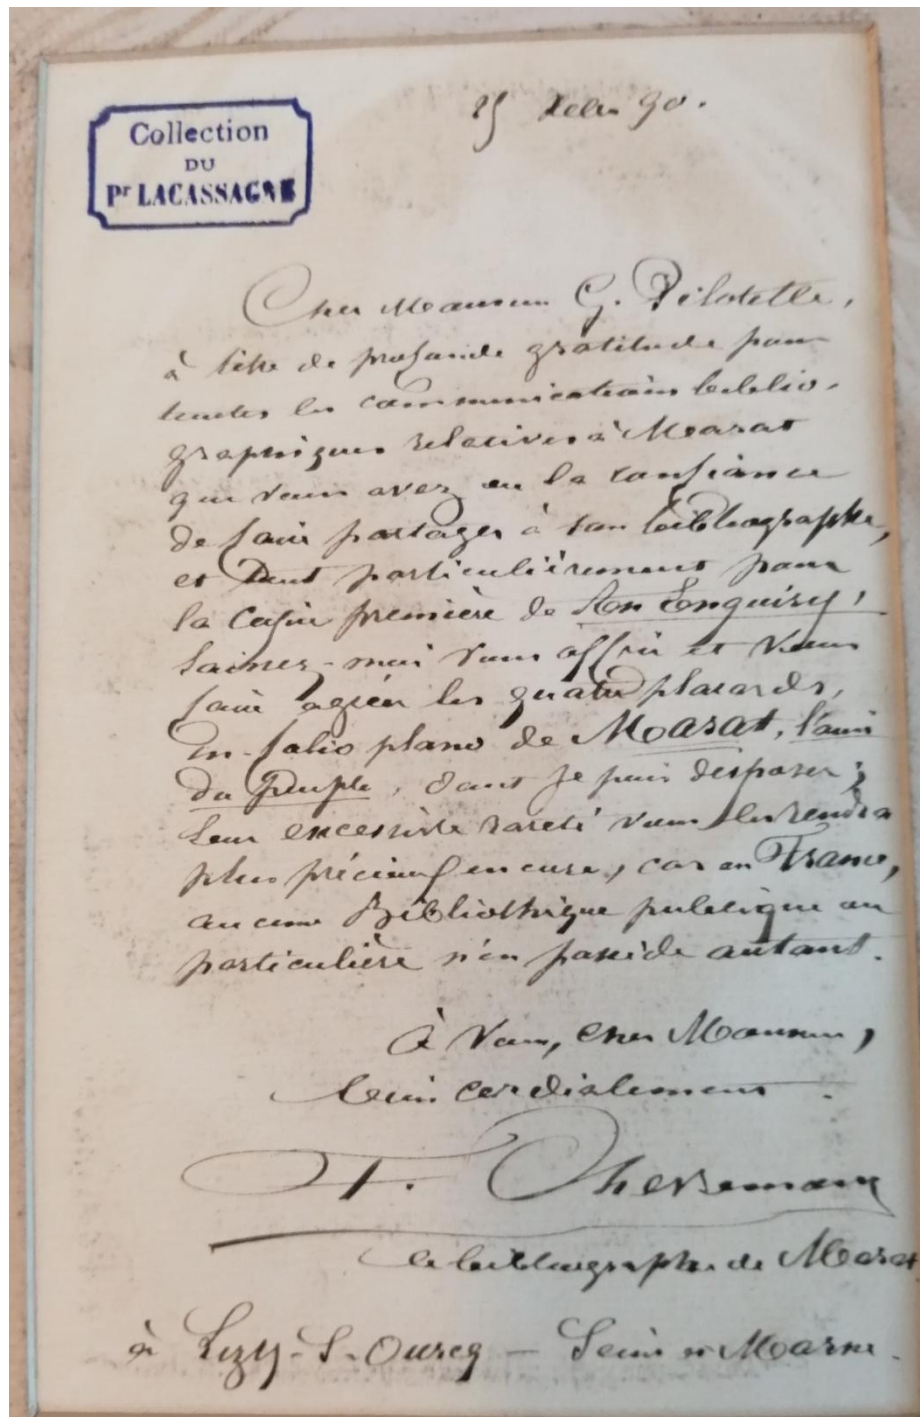 Collection
DU
Pr LACASSAGNE
25 90.
Cher Monsieur G. Pilotelle,
à titre de profonde gratitude pour
toutes les communications biblio-
graphiques relatives à Marat
que vous avez eu la confiance
de faire partager à son bibliographe,
et tout particulièrement pour
la copie première de An Enquiry,
laissez-moi vous offrir et vous
faire agréer les quatre placards,
in-folio plano de Marat, l'ami
du Peuple, dont je puis disposer;
leur excessive rareté vous les rendra
plus précieux encore, car en France,
aucune Bibliothèque publique ou
particulière n'en possède autant.
À Vous, cher Monsieur,
bien cordialement.
F. Chevremont
le bibliographe de Marat
à Lizy-S-Ourcq — Seine et Marne.